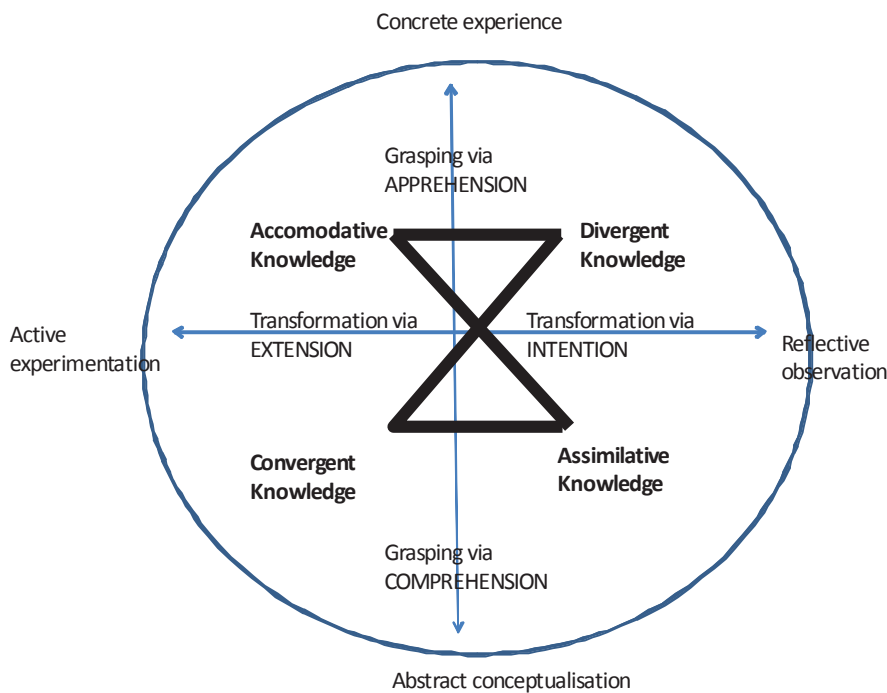 Concrete experience
Grasping via
APPREHENSION
Accomodative
Knowledge
Divergent
Knowledge
Active
experimentation
Transformation via
EXTENSION
Transformation via
INTENTION
Reflective
observation
Convergent
Knowledge
Assimilative
Knowledge
Grasping via
COMPREHENSION
Abstract conceptualisation